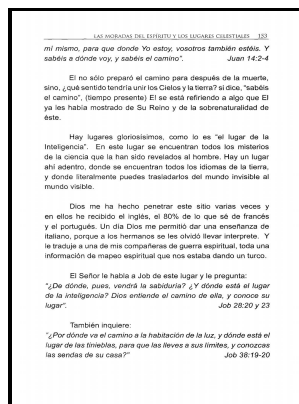 LAS MORADAS DEL ESPÍRITU Y LOS LUGARES CELESTIALES 133
mí mismo, para que donde Yo estoy, vosotros también estéis. Y
sabéis a dónde voy, y sabéis el camino". Juan 14:2-4
El no sólo preparó el camino para después de la muerte,
sino, ¿qué sentido tendría unir los Cielos y la tierra? si dice, "sabéis
el camino", (tiempo presente) El se está refiriendo a algo que El
ya les había mostrado de Su Reino y de la sobrenaturalidad de
éste.
Hay lugares gloriosísimos, como lo es "el lugar de la
Inteligencia". En este lugar se encuentran todos los misterios
de la ciencia que la han sido revelados al hombre. Hay un lugar
ahí adentro, donde se encuentran todos los idiomas de la tierra,
y donde literalmente puedes trasladarlos del mundo invisible al
mundo visible.
Dios me ha hecho penetrar este sitio varias veces y
en ellos he recibido el inglés, el 80% de lo que sé de francés
y el portugués. Un día Dios me permitió dar una enseñanza de
italiano, porque a los hermanos se les olvidó llevar interprete. Y
le traduje a una de mis compañeras de guerra espiritual, toda una
información de mapeo espiritual que nos estaba dando un turco.
El Señor le habla a Job de este lugar y le pregunta:
"¿De dónde, pues, vendrá la sabiduría? ¿Y dónde está el lugar
de la inteligencia? Dios entiende el camino de ella, y conoce su
lugar". Job 28:20 y 23
También inquiere:
"¿Por dónde va el camino a la habitación de la luz, y dónde está el
lugar de las tinieblas, para que las lleves a sus límites, y conozcas
las sendas de su casa?" Job 38:19-20